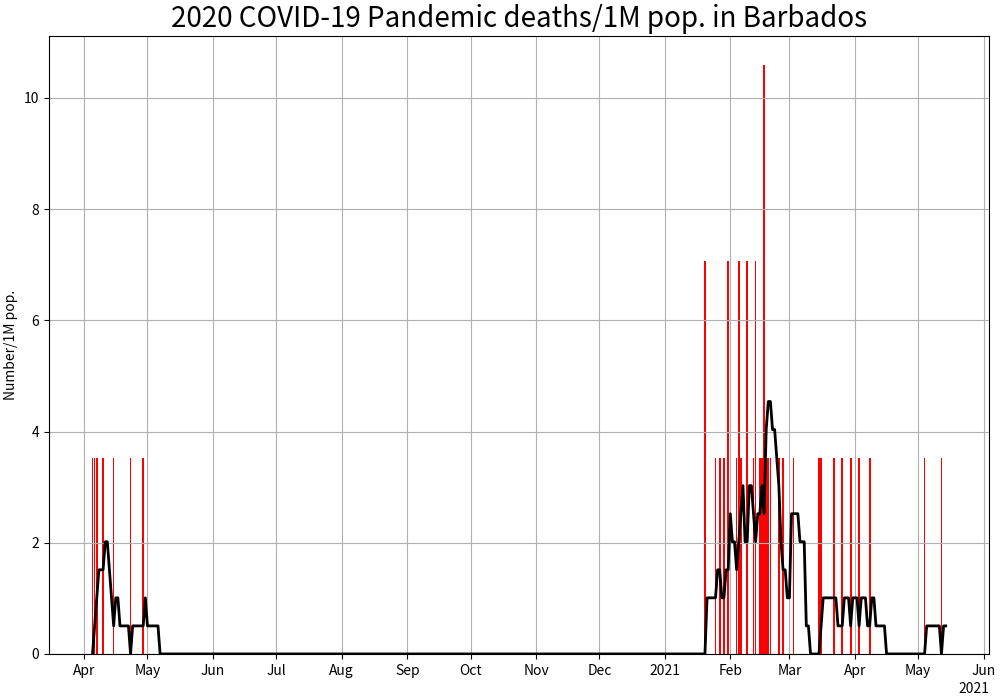 2020 COVID-19 Pandemic deaths/1M pop. in Barbados
Number/1M pop.
10
8
6
4
2
0
Apr May Jun Jul Aug Sep Oct Nov Dec 2021 Feb Mar Apr May Jun
2021